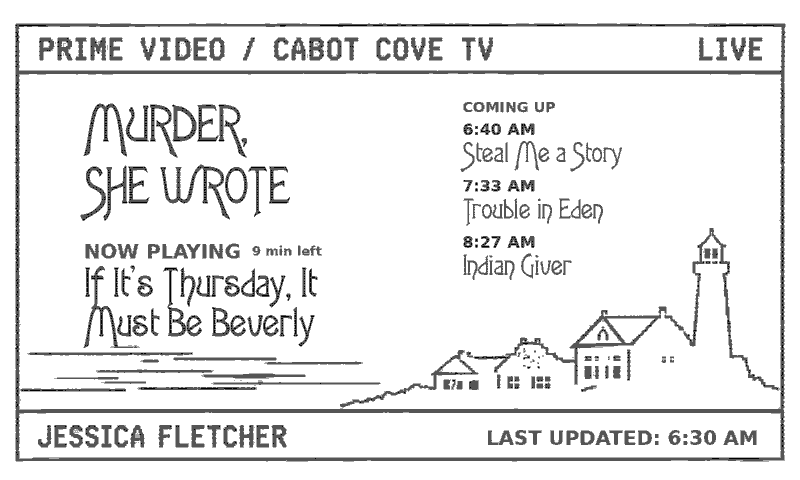 PRIME VIDEO / CABOT COVE TV
LIVE
MURDER,
SHE WROTE
NOW PLAYING 9 min left
If It's Thursday, It
Must Be Beverly
COMING UP
6:40 AM
Steal Me a Story
7:33 AM
Trouble in Eden
8:27 AM
Indian Giver
JESSICA FLETCHER
LAST UPDATED: 6:30 AM